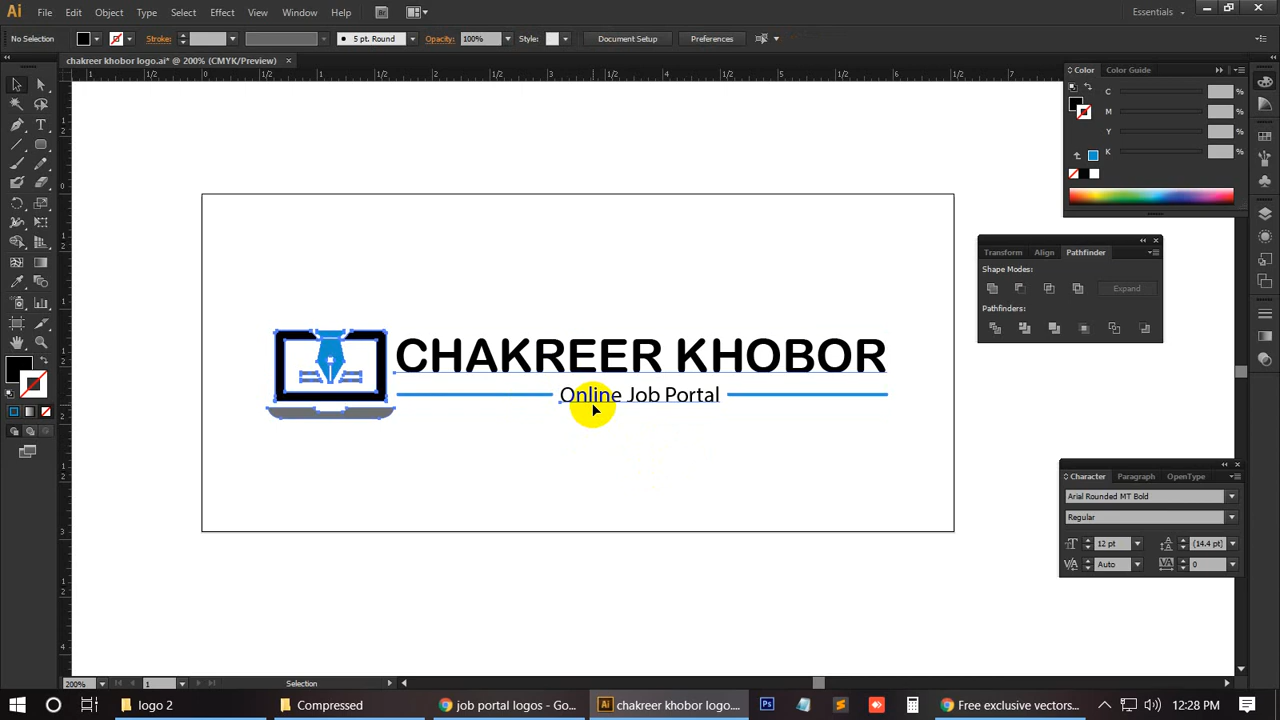 Ai File Edit Object Type Select Effect View Window Help Br Essentials
No Selection Stroke: 5 pt. Round Opacity: 100% Style: Document Setup Preferences
chakreer khobor logo.ai* @ 200% (CMYK/Preview)
Color Color Guide
C %
M %
Y %
K %
Transform Align Pathfinder
Shape Modes:
Expand
Pathfinders:
CHAKREER KHOBOR
Online Job Portal
Character Paragraph OpenType
Arial Rounded MT Bold
Regular
12 pt (14.4 pt)
Auto 0
200% 1 Selection
logo 2 Compressed job portal logos - Go... chakreer khobor logo.... Ps Free exclusive vectors... 12:28 PM